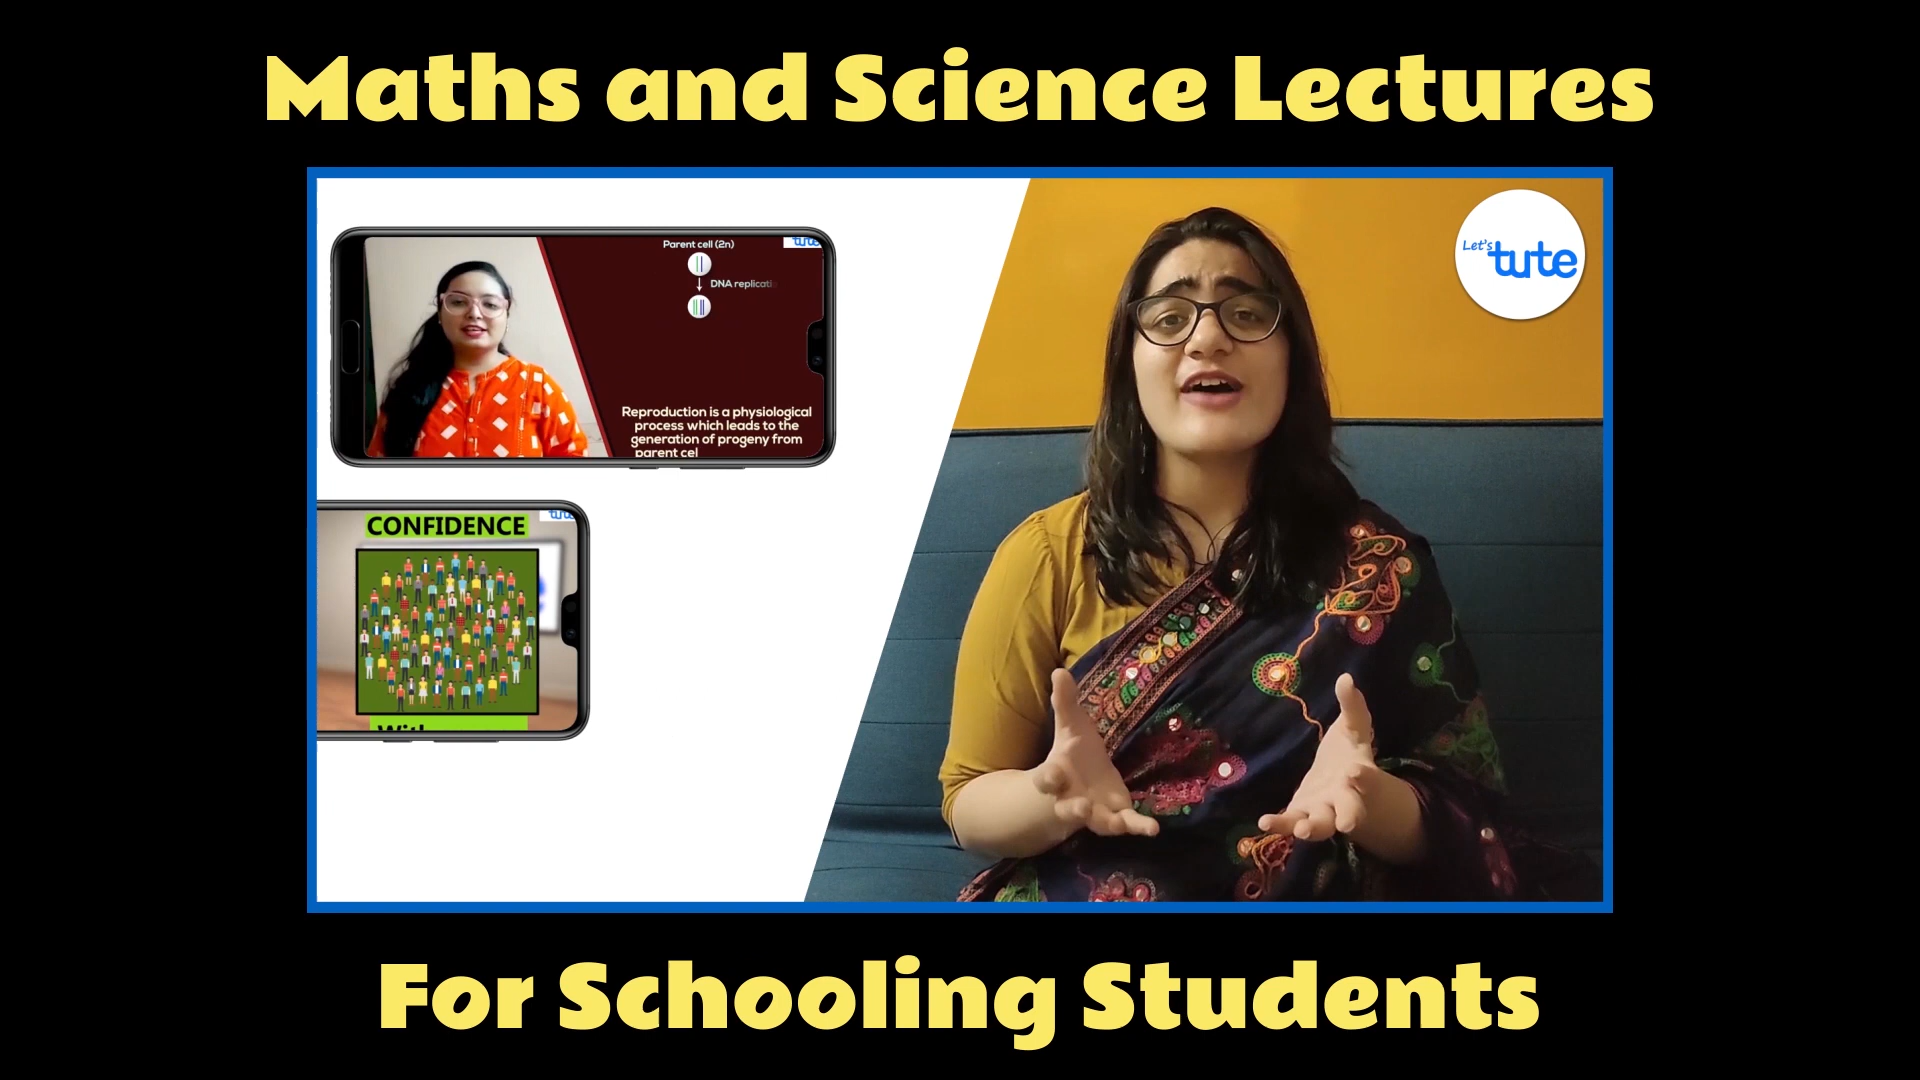 Maths and Science Lectures
Let's
tute
Parent cell (2n)
DNA replicati
Reproduction is a physiological
process which leads to the
generation of progeny from
parent cel
CONFIDENCE
For Schooling Students